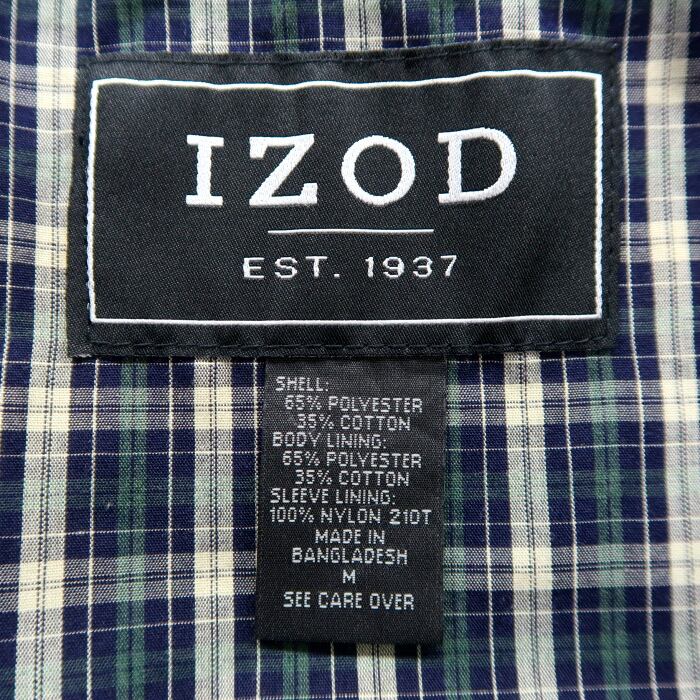 IZOD
EST. 1937
SHELL:
65% POLYESTER
35% COTTON
BODY LINING:
65% POLYESTER
35% COTTON
SLEEVE LINING:
100% NYLON 210T
MADE IN
BANGLADESH
M
SEE CARE OVER